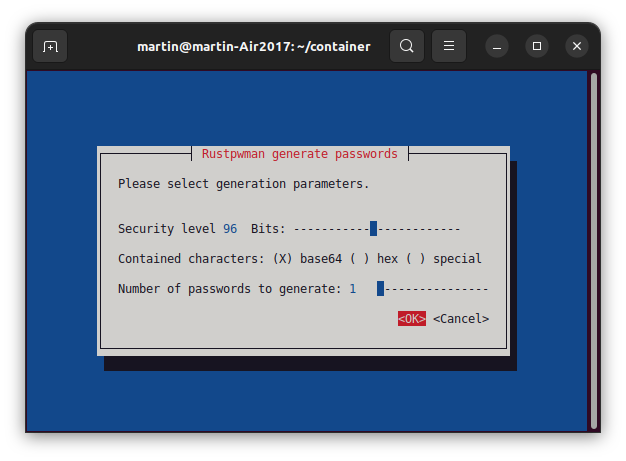 martin@martin-Air2017: ~/container
Rustpwman generate passwords
Please select generation parameters.
Security level 96  Bits: -----------------------
Contained characters: (X) base64 ( ) hex ( ) special
Number of passwords to generate: 1   ---------------
<OK> <Cancel>